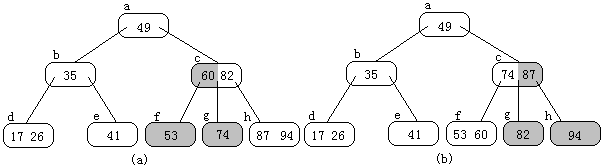 a a
49 49
b c b c
35 60 82 35 74 87
d e f g h d e f g h
17 26 41 53 74 87 94 17 26 41 53 60 82 94
(a) (b)